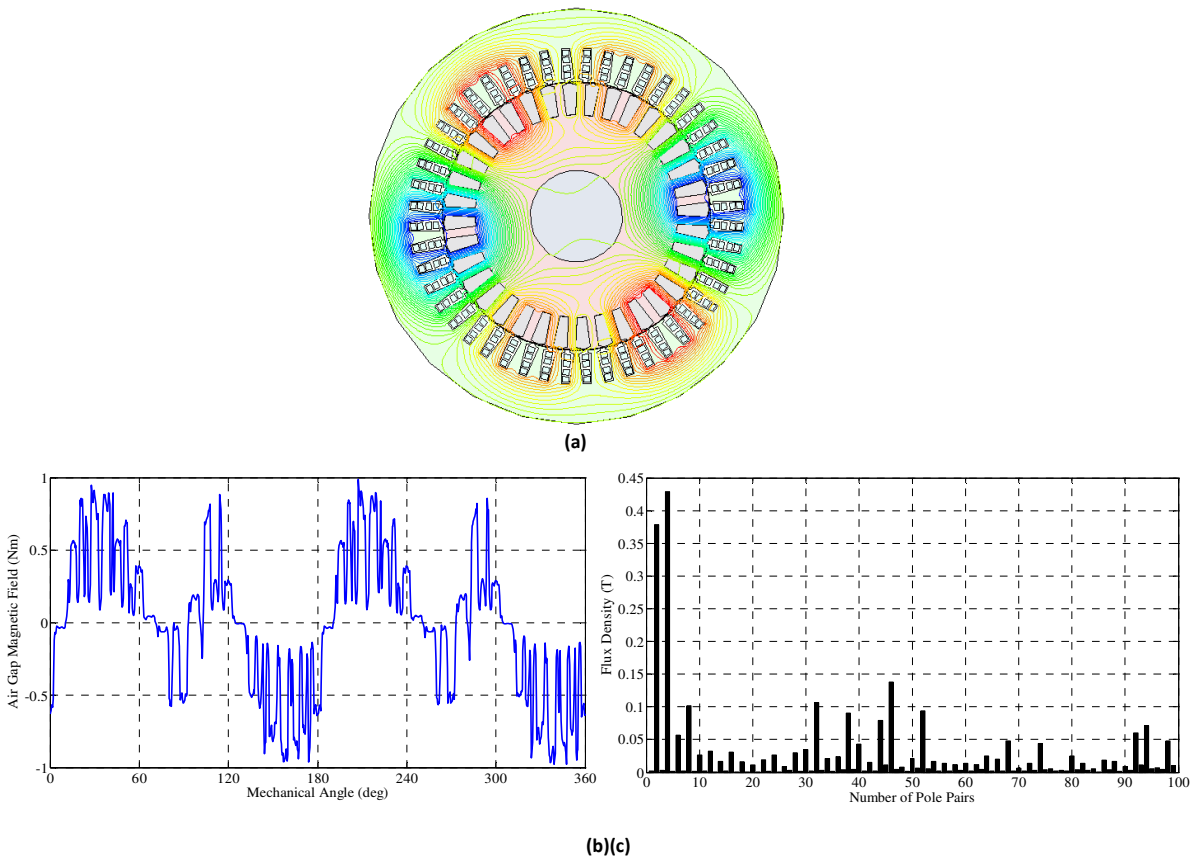 (a)
1
0.5
0
-0.5
-1
Air Gap Magnetic Field (Nm)
0 60 120 180 240 300 360
Mechanical Angle (deg)
0.45
0.4
0.35
0.3
0.25
0.2
0.15
0.1
0.05
0
Flux Density (T)
0 10 20 30 40 50 60 70 80 90 100
Number of Pole Pairs
(b)(c)